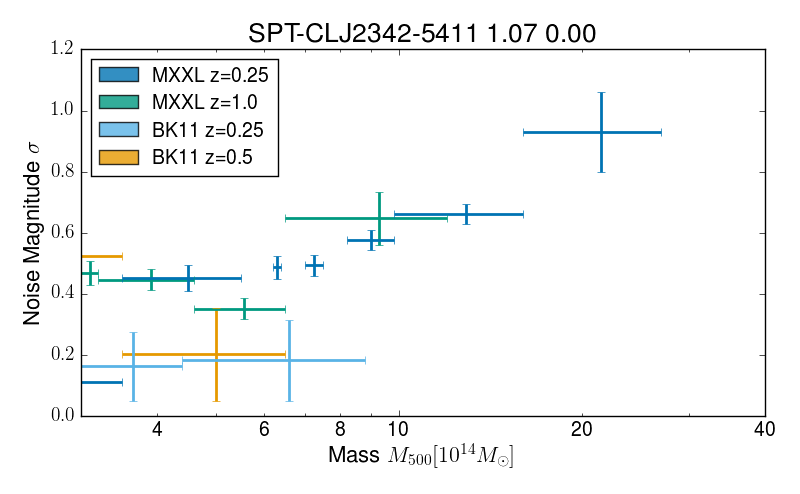 SPT-CLJ2342-5411 1.07 0.00
1.2
1.0
0.8
0.6
0.4
0.2
0.0
Noise Magnitude σ
MXXL z=0.25
MXXL z=1.0
BK11 z=0.25
BK11 z=0.5
4 6 8 10 20 40
Mass M₅₀₀[10¹⁴M☉]